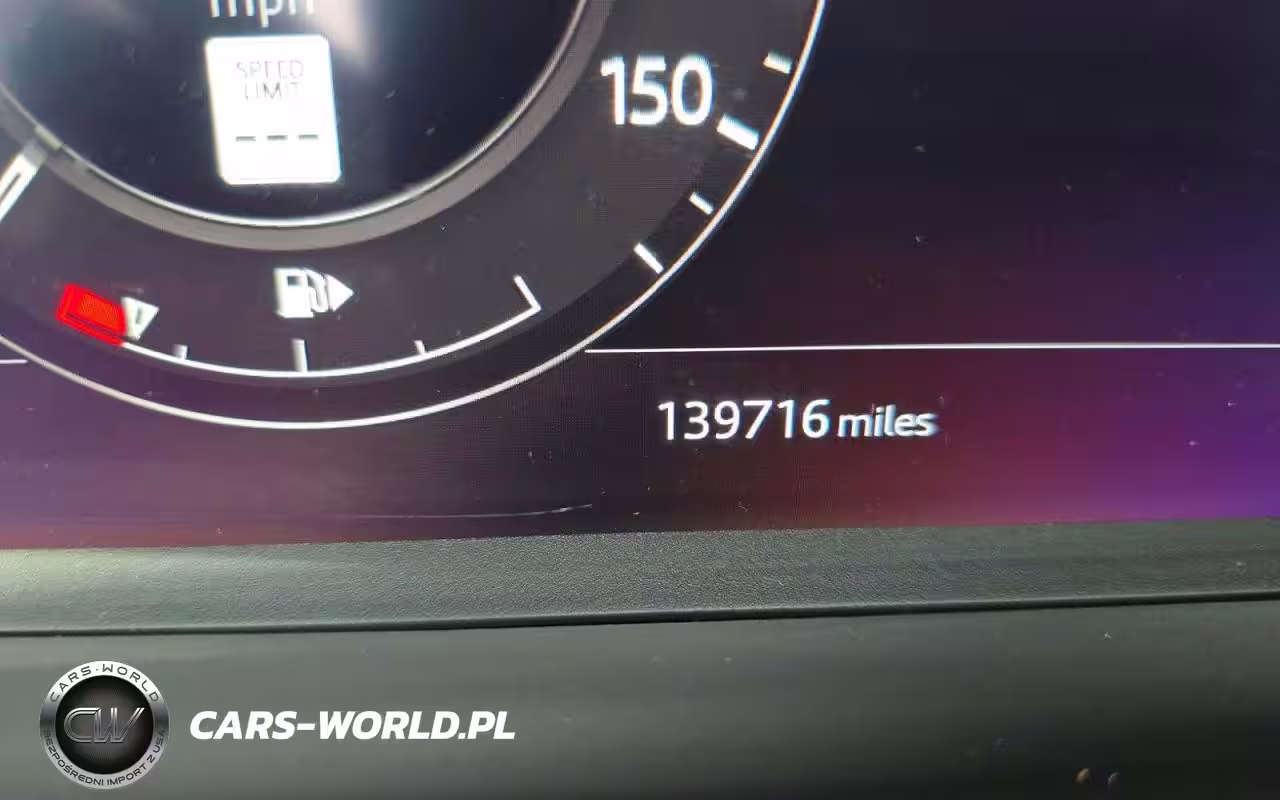 mph
SPEED
LIMIT
---
150
139716 miles
CARS-WORLD
CW
BEZPOŚREDNI IMPORT Z USA
CARS-WORLD.PL